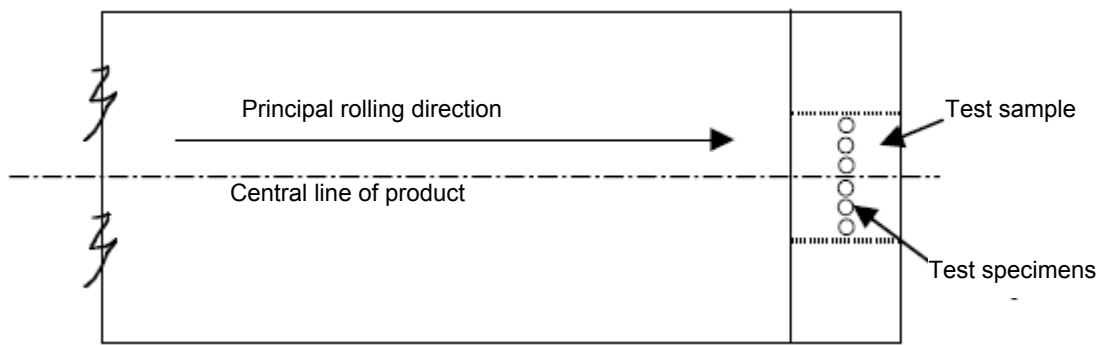 Principal rolling direction
Test sample
Central line of product
Test specimens